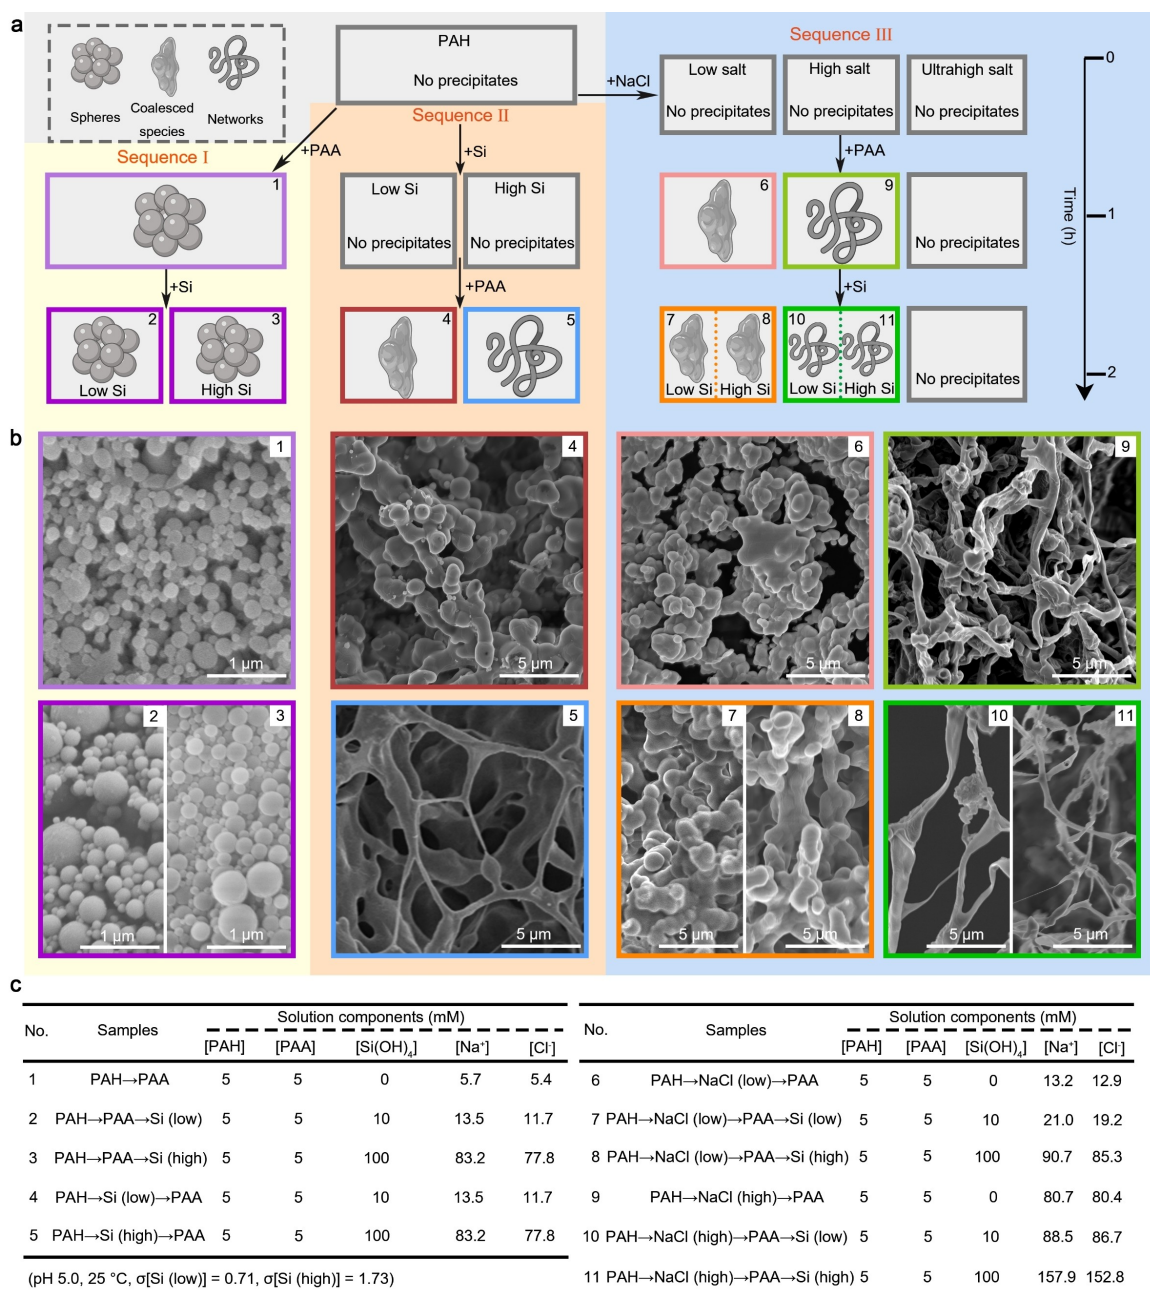 a
Spheres
Coalesced
species
Networks
PAH
No precipitates
Sequence III
+NaCl
Low salt
No precipitates
High salt
No precipitates
Ultrahigh salt
No precipitates
0
Sequence I
+PAA
Sequence II
+Si
+PAA
1
Low Si
No precipitates
High Si
No precipitates
6
9
No precipitates
1
Time (h)
+Si
+PAA
+Si
2
Low Si
3
High Si
4
5
7
Low Si
8
High Si
10
Low Si
11
High Si
No precipitates
2
b
1
1 µm
4
5 µm
6
5 µm
9
5 µm
2
1 µm
3
1 µm
5
5 µm
7
5 µm
8
5 µm
10
5 µm
11
5 µm
c
No. Samples Solution components (mM)
[PAH] [PAA] [Si(OH)4] [Na+] [Cl-]
1 PAH→PAA 5 5 0 5.7 5.4
2 PAH→PAA→Si (low) 5 5 10 13.5 11.7
3 PAH→PAA→Si (high) 5 5 100 83.2 77.8
4 PAH→Si (low)→PAA 5 5 10 13.5 11.7
5 PAH→Si (high)→PAA 5 5 100 83.2 77.8
(pH 5.0, 25 °C, σ[Si (low)] = 0.71, σ[Si (high)] = 1.73)
No. Samples Solution components (mM)
[PAH] [PAA] [Si(OH)4] [Na+] [Cl-]
6 PAH→NaCl (low)→PAA 5 5 0 13.2 12.9
7 PAH→NaCl (low)→PAA→Si (low) 5 5 10 21.0 19.2
8 PAH→NaCl (low)→PAA→Si (high) 5 5 100 90.7 85.3
9 PAH→NaCl (high)→PAA 5 5 0 80.7 80.4
10 PAH→NaCl (high)→PAA→Si (low) 5 5 10 88.5 86.7
11 PAH→NaCl (high)→PAA→Si (high) 5 5 100 157.9 152.8